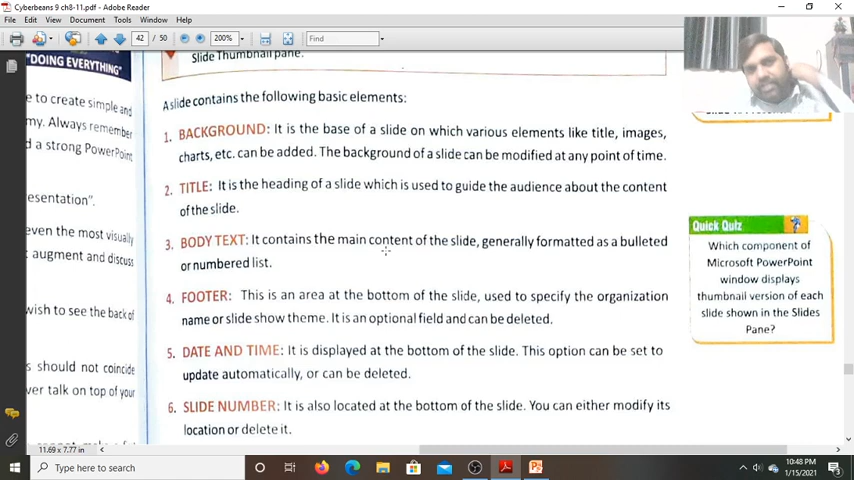 Cyberbeans 9 ch8-11.pdf - Adobe Reader
File Edit View Document Tools Window Help
42 / 50 200% Find
"DOING EVERYTHING"
e to create simple and
my. Always remember
d a strong PowerPoint
esentation".
even the most visually
augment and discuss
wish to see the back of
s should not coincide
ver talk on top of your
Slide Thumbnail pane.
A slide contains the following basic elements:
1. BACKGROUND: It is the base of a slide on which various elements like title, images,
charts, etc. can be added. The background of a slide can be modified at any point of time.
2. TITLE: It is the heading of a slide which is used to guide the audience about the content
of the slide.
3. BODY TEXT: It contains the main content of the slide, generally formatted as a bulleted
or numbered list.
4. FOOTER: This is an area at the bottom of the slide, used to specify the organization
name or slide show theme. It is an optional field and can be deleted.
5. DATE AND TIME: It is displayed at the bottom of the slide. This option can be set to
update automatically, or can be deleted.
6. SLIDE NUMBER: It is also located at the bottom of the slide. You can either modify its
location or delete it.
Quick Quiz
Which component of
Microsoft PowerPoint
window displays
thumbnail version of each
slide shown in the Slides
Pane?
11.69 x 7.77 in
Type here to search
10:48 PM
1/15/2021